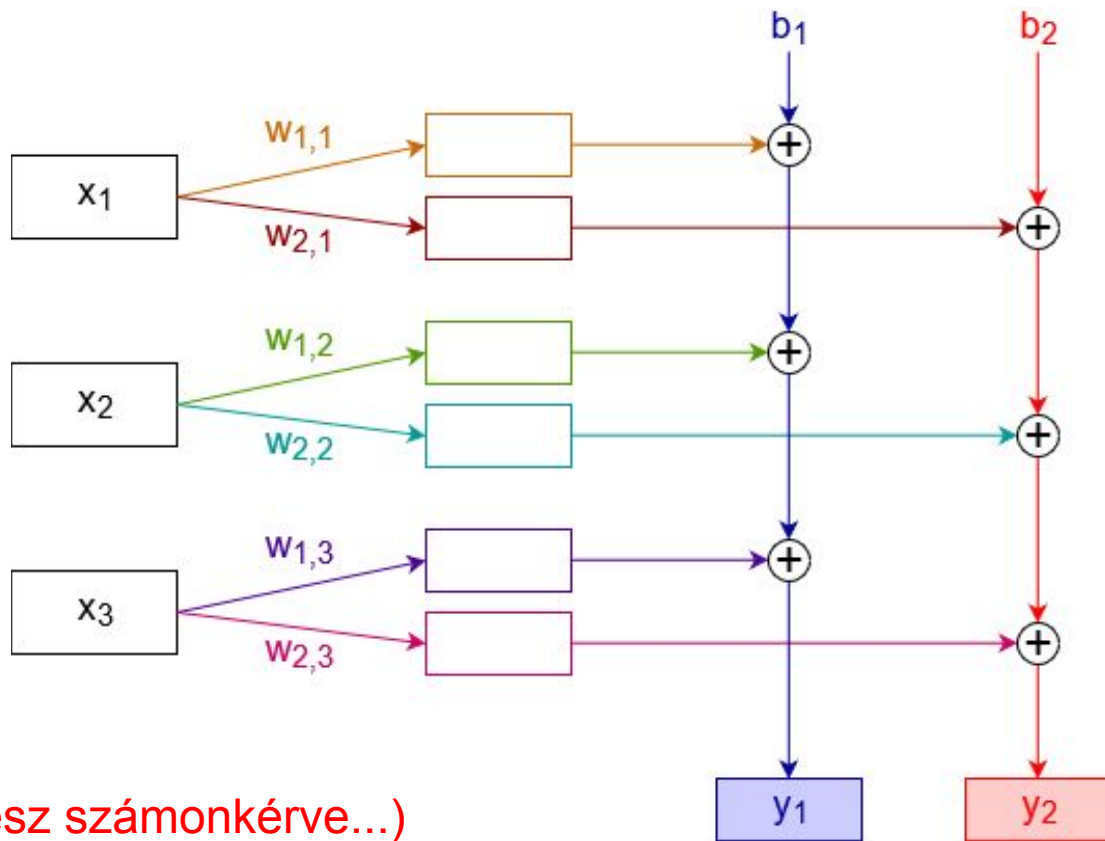 b1 b2
w1,1
x1
w2,1
w1,2
x2
w2,2
w1,3
x3
w2,3
y1 y2
ész számonkérve...)